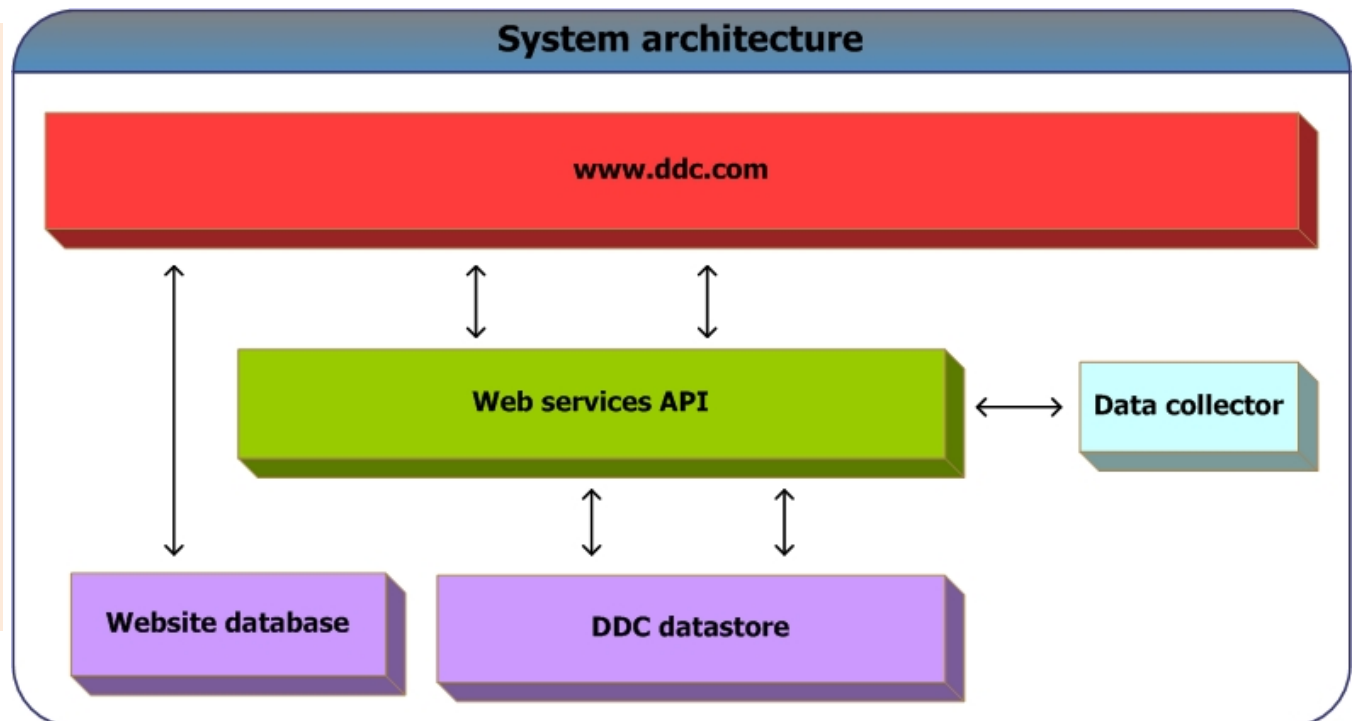 System architecture
www.ddc.com
Web services API
Data collector
Website database
DDC datastore